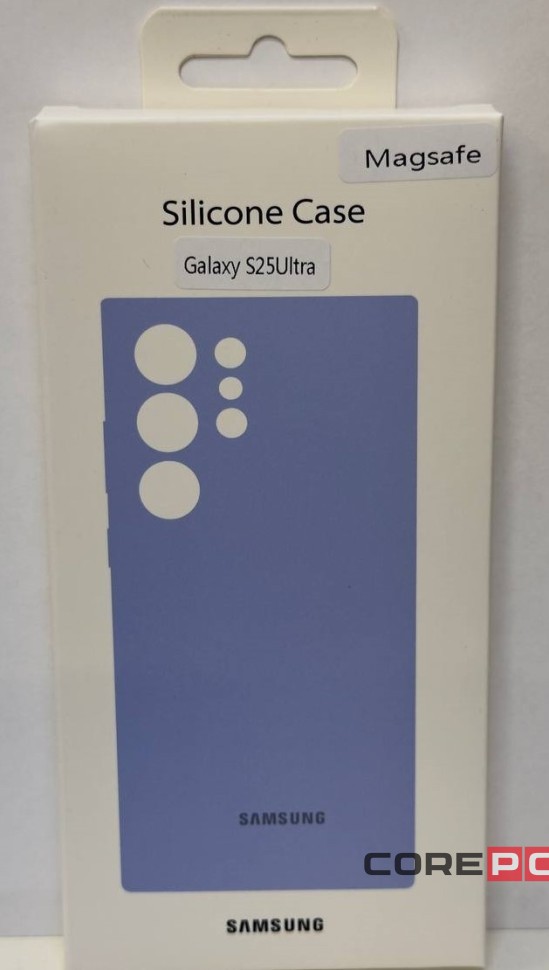 Magsafe
Silicone Case
Galaxy S25Ultra
SAMSUNG
COREPC
SAMSUNG